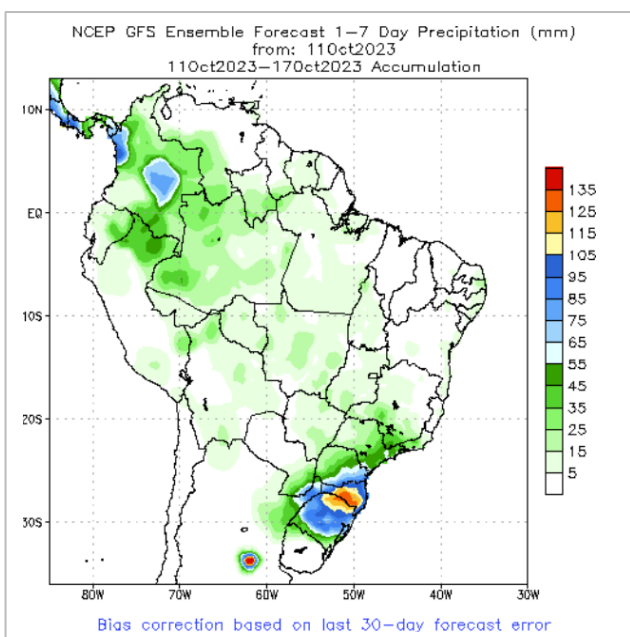 NCEP GFS Ensemble Forecast 1-7 Day Precipitation (mm)
from: 11Oct2023
11Oct2023-17Oct2023 Accumulation
10N
EQ
10S
20S
30S
80W
70W
60W
50W
40W
30W
135
125
115
105
95
85
75
65
55
45
35
25
15
5
Bias correction based on last 30-day forecast error